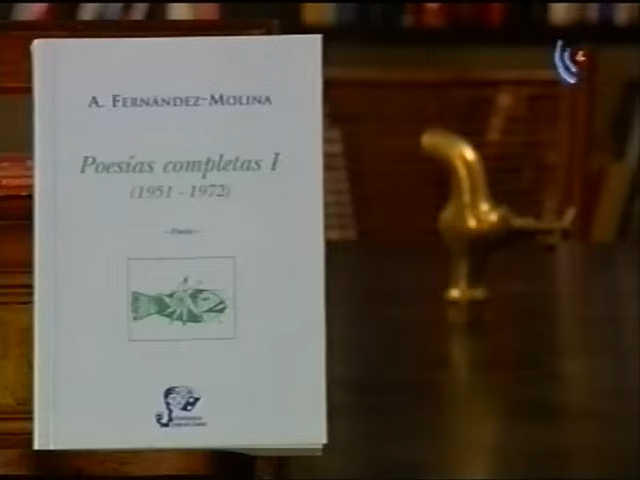 A. FERNÁNDEZ-MOLINA
Poesías completas I
(1951 - 1972)